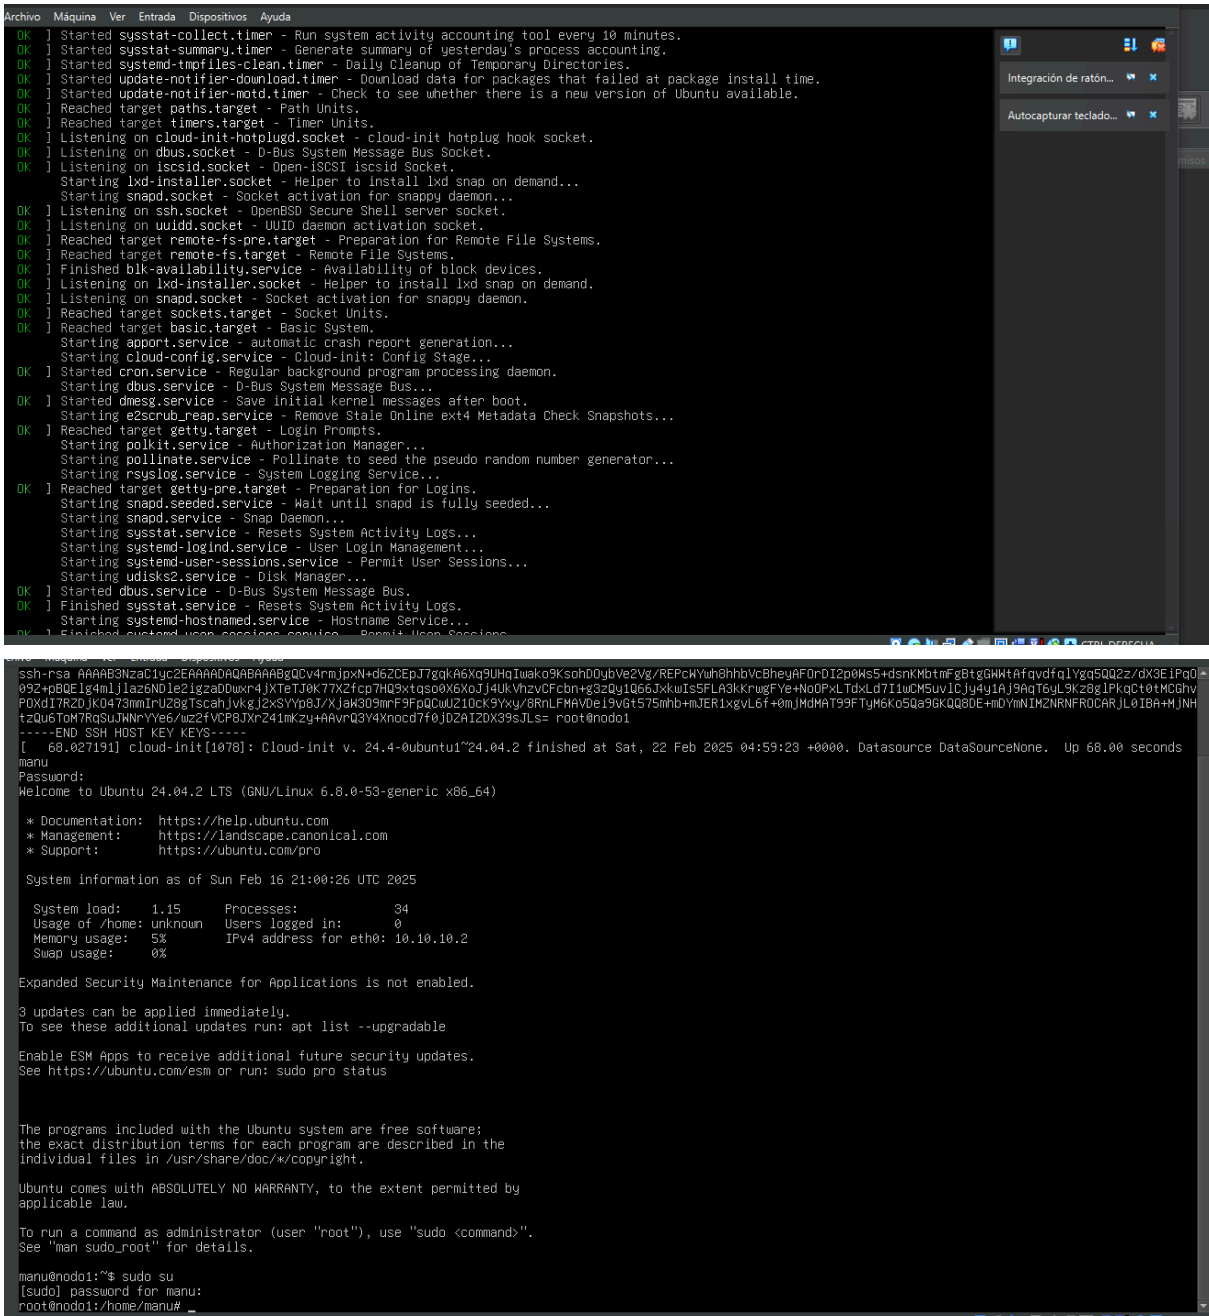 Archivo Máquina Ver Entrada Dispositivos Ayuda
OK ] Started sysstat-collect.timer - Run system activity accounting tool every 10 minutes.
OK ] Started sysstat-summary.timer - Generate summary of yesterday's process accounting.
OK ] Started systemd-tmpfiles-clean.timer - Daily Cleanup of Temporary Directories.
OK ] Started update-notifier-download.timer - Download data for packages that failed at package install time.
OK ] Started update-notifier-motd.timer - Check to see whether there is a new version of Ubuntu available.
OK ] Reached target paths.target - Path Units.
OK ] Reached target timers.target - Timer Units.
OK ] Listening on cloud-init-hotplugd.socket - cloud-init hotplug hook socket.
OK ] Listening on dbus.socket - D-Bus System Message Bus Socket.
OK ] Listening on iscsid.socket - Open-iSCSI iscsid Socket.
Starting lxd-installer.socket - Helper to install lxd snap on demand...
Starting snapd.socket - Socket activation for snappy daemon...
OK ] Listening on ssh.socket - OpenBSD Secure Shell server socket.
OK ] Listening on uuidd.socket - UUID daemon activation socket.
OK ] Reached target remote-fs-pre.target - Preparation for Remote File Systems.
OK ] Reached target remote-fs.target - Remote File Systems.
OK ] Finished blk-availability.service - Availability of block devices.
OK ] Listening on lxd-installer.socket - Helper to install lxd snap on demand.
OK ] Listening on snapd.socket - Socket activation for snappy daemon.
OK ] Reached target sockets.target - Socket Units.
OK ] Reached target basic.target - Basic System.
Starting apport.service - automatic crash report generation...
Starting cloud-config.service - Cloud-init: Config Stage...
OK ] Started cron.service - Regular background program processing daemon.
Starting dbus.service - D-Bus System Message Bus...
OK ] Started dmesg.service - Save initial kernel messages after boot.
Starting e2scrub_reap.service - Remove Stale Online ext4 Metadata Check Snapshots...
OK ] Reached target getty.target - Login Prompts.
Starting polkit.service - Authorization Manager...
Starting pollinate.service - Pollinate to seed the pseudo random number generator...
Starting rsyslog.service - System Logging Service...
OK ] Reached target getty-pre.target - Preparation for Logins.
Starting snapd.seeded.service - Wait until snapd is fully seeded...
Starting snapd.service - Snap Daemon...
Starting sysstat.service - Resets System Activity Logs...
Starting systemd-logind.service - User Login Management...
Starting systemd-user-sessions.service - Permit User Sessions...
Starting udisks2.service - Disk Manager...
OK ] Started dbus.service - D-Bus System Message Bus.
OK ] Finished sysstat.service - Resets System Activity Logs.
Starting systemd-hostnamed.service - Hostname Service...
OK ] Finished systemd-user-sessions.service - Permit User Sessions
Integración de ratón...
Autocapturar teclado...
misos
CTRL DERECHA
ssh-rsa
root@nodo1
-----END SSH HOST KEY KEYS-----
[ 68.027191] cloud-init[1078]: Cloud-init v. 24.4-0ubuntu1~24.04.2 finished at Sat, 22 Feb 2025 04:59:23 +0000. Datasource DataSourceNone. Up 68.00 seconds
manu
Password:
Welcome to Ubuntu 24.04.2 LTS (GNU/Linux 6.8.0-53-generic x86_64)
* Documentation: https://help.ubuntu.com
* Management: https://landscape.canonical.com
* Support: https://ubuntu.com/pro
System information as of Sun Feb 16 21:00:26 UTC 2025
System load: 1.15 Processes: 34
Usage of /home: unknown Users logged in: 0
Memory usage: 5% IPv4 address for eth0: 10.10.10.2
Swap usage: 0%
Expanded Security Maintenance for Applications is not enabled.
3 updates can be applied immediately.
To see these additional updates run: apt list --upgradable
Enable ESM Apps to receive additional future security updates.
See https://ubuntu.com/esm or run: sudo pro status
The programs included with the Ubuntu system are free software;
the exact distribution terms for each program are described in the
individual files in /usr/share/doc/*/copyright.
Ubuntu comes with ABSOLUTELY NO WARRANTY, to the extent permitted by
applicable law.
To run a command as administrator (user "root"), use "sudo <command>".
See "man sudo_root" for details.
manu@nodo1:~$ sudo su
[sudo] password for manu:
root@nodo1:/home/manu# _